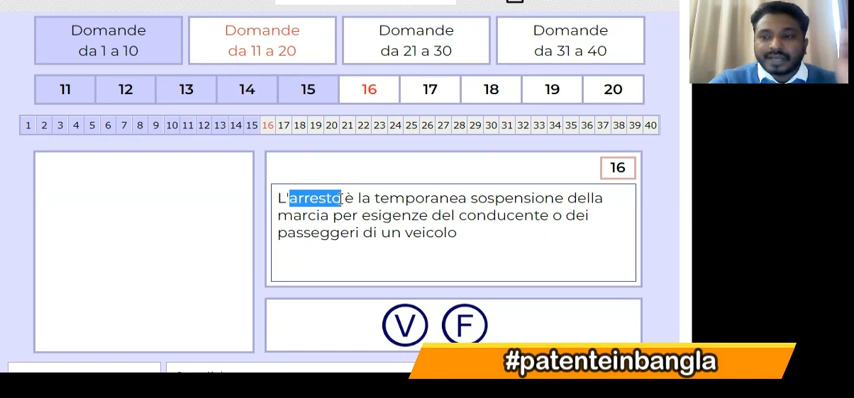 Domande
da 1 a 10
Domande
da 11 a 20
Domande
da 21 a 30
Domande
da 31 a 40
11 12 13 14 15 16 17 18 19 20
1 2 3 4 5 6 7 8 9 10 11 12 13 14 15 16 17 18 19 20 21 22 23 24 25 26 27 28 29 30 31 32 33 34 35 36 37 38 39 40
16
L'arresto è la temporanea sospensione della
marcia per esigenze del conducente o dei
passeggeri di un veicolo
V F
#patenteinbangla